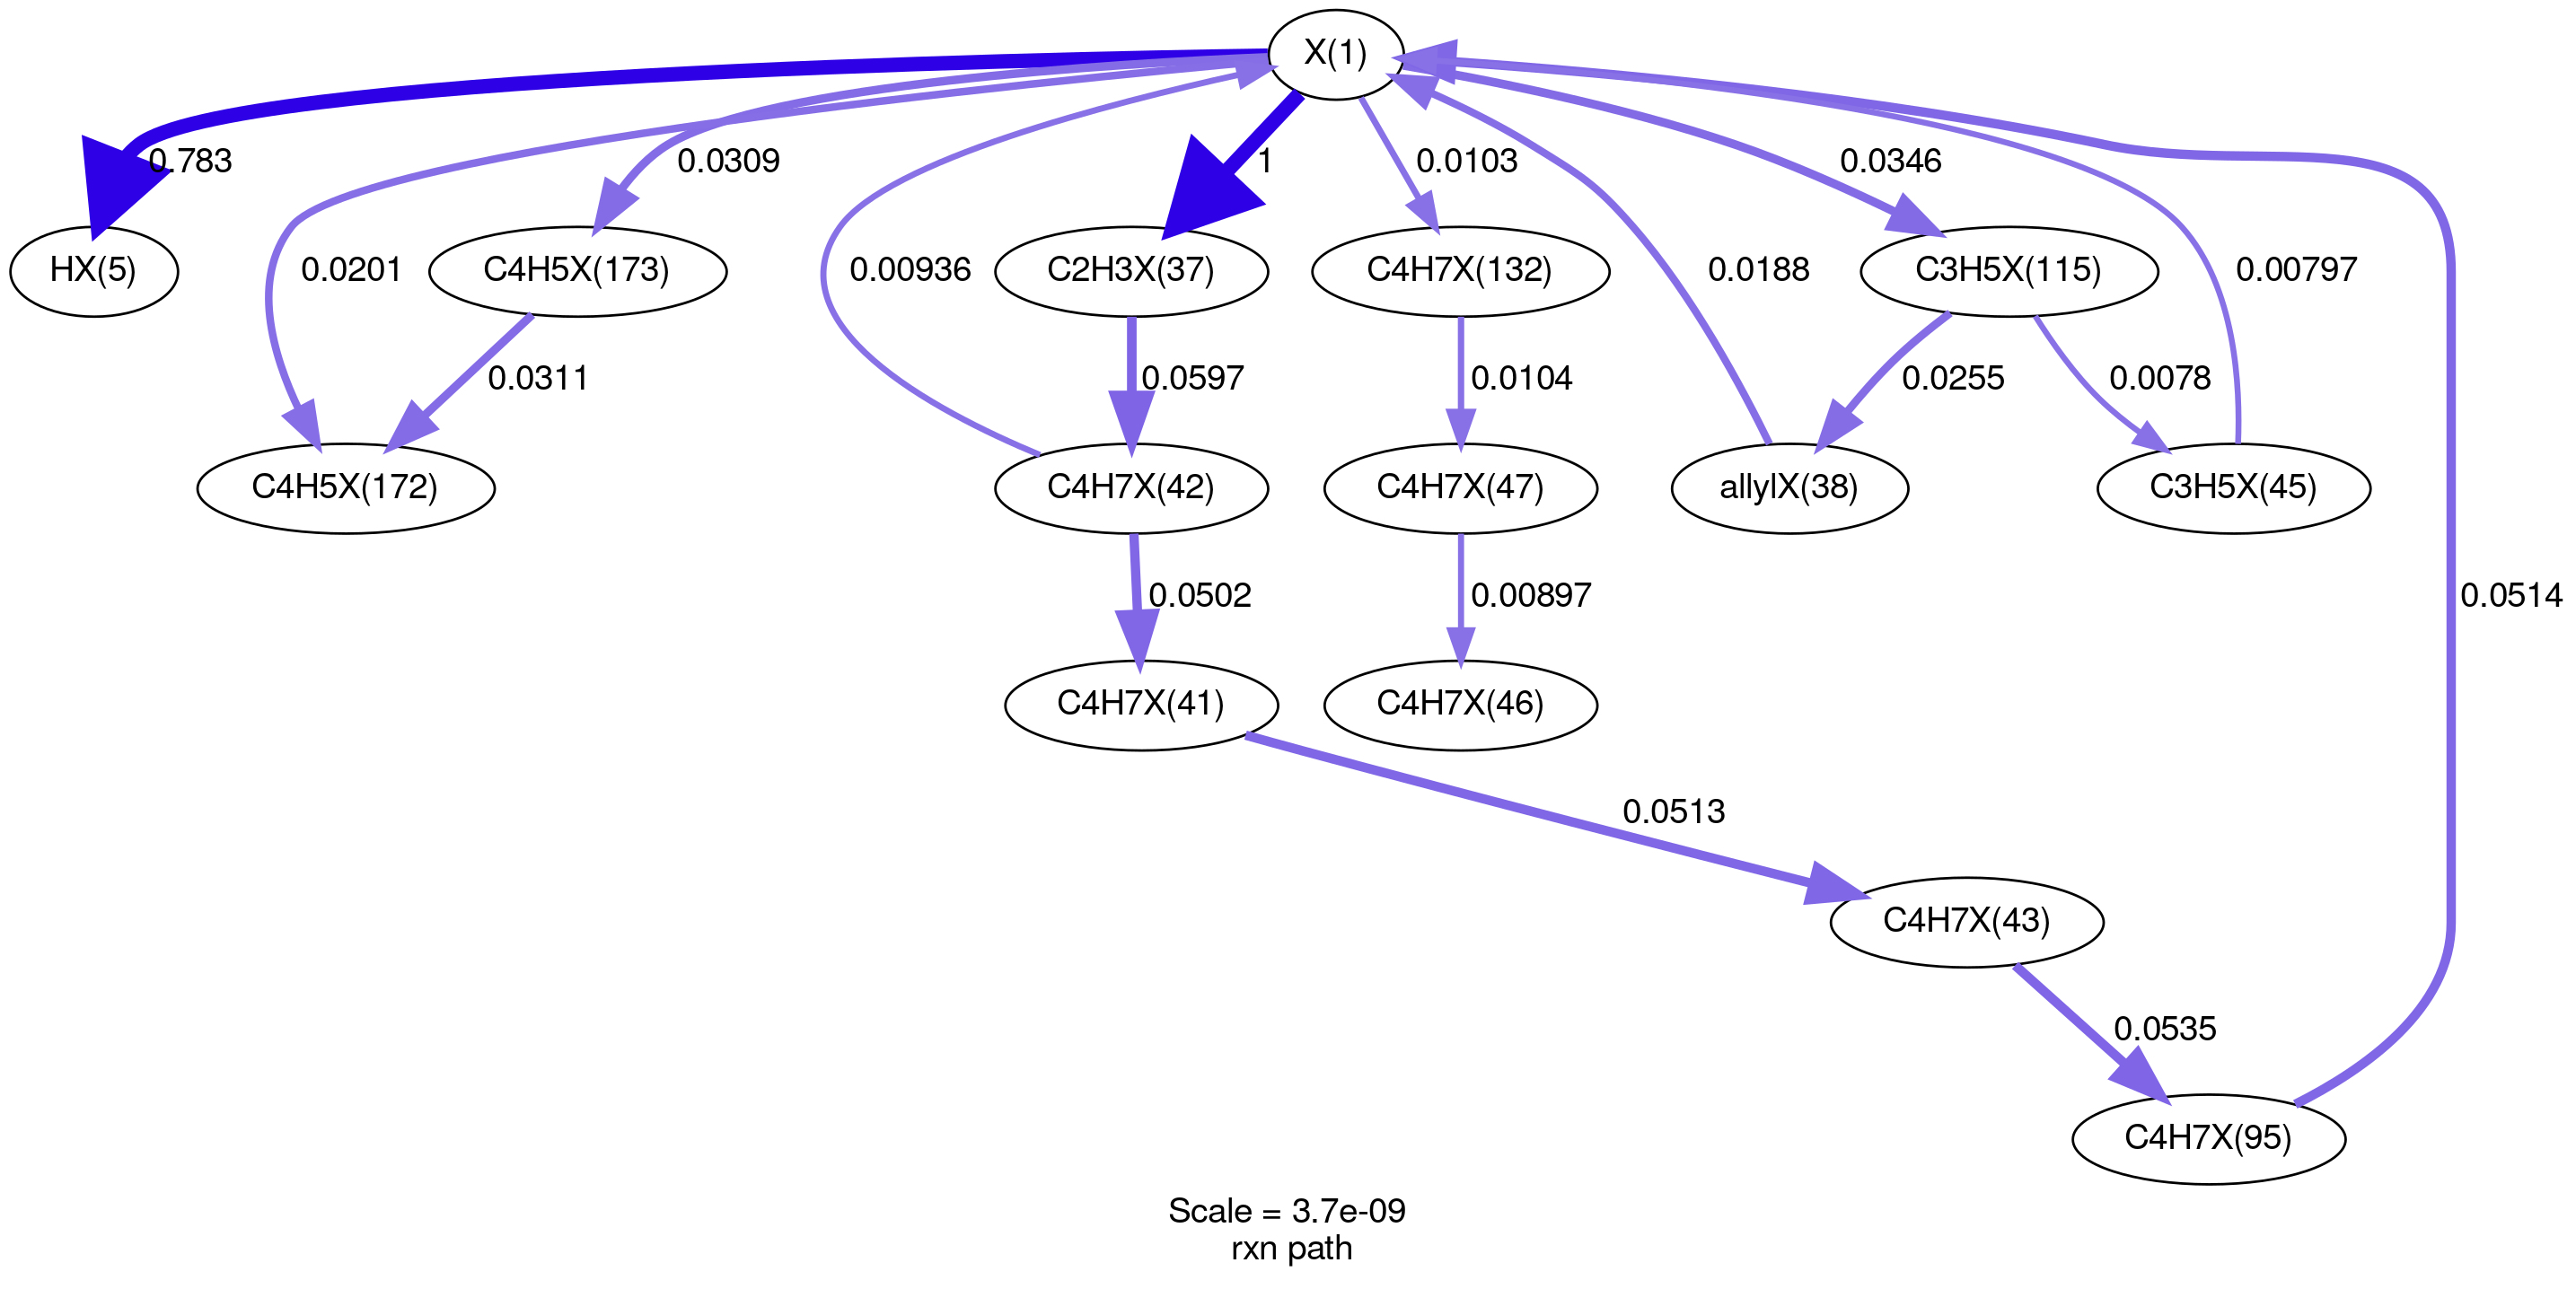 X(1)
0.783
0.0309
1
0.0103
0.0346
HX(5)
0.0201
C4H5X(173)
0.00936
C2H3X(37)
C4H7X(132)
0.0188
C3H5X(115)
0.00797
0.0311
0.0597
0.0104
0.0255
0.0078
C4H5X(172)
C4H7X(42)
C4H7X(47)
allylX(38)
C3H5X(45)
0.0502
0.00897
0.0514
C4H7X(41)
C4H7X(46)
0.0513
C4H7X(43)
0.0535
C4H7X(95)
Scale = 3.7e-09
rxn path